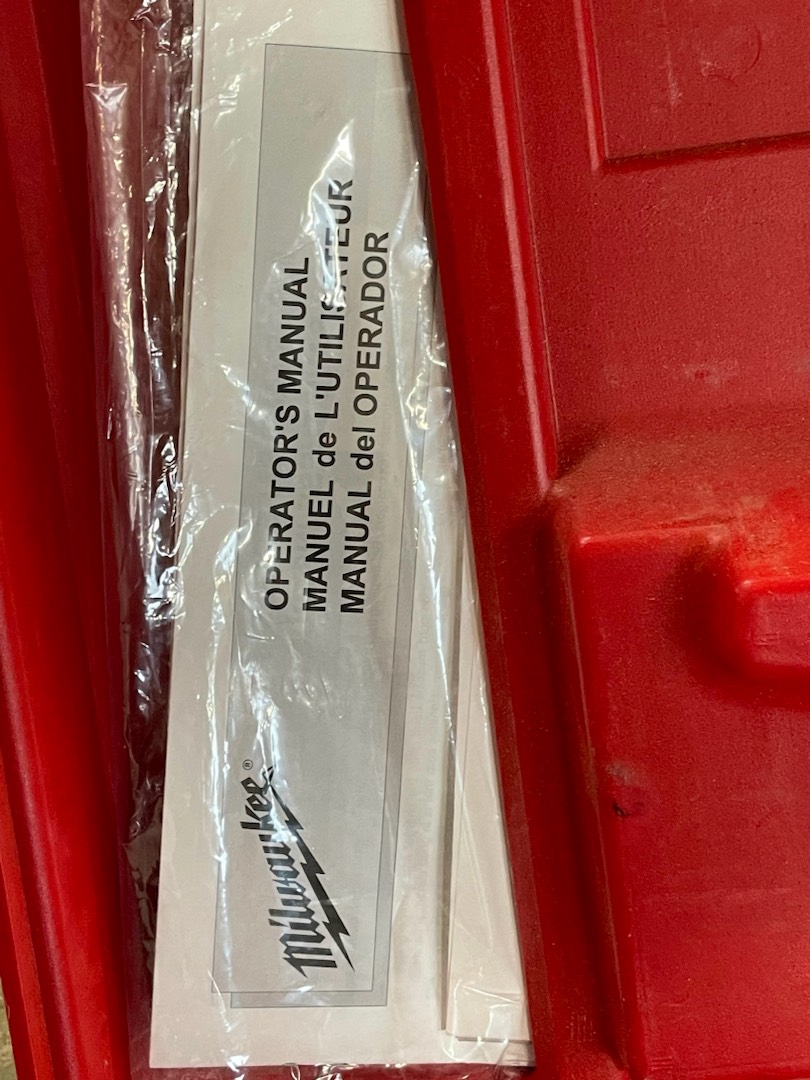 Milwaukee®
OPERATOR'S MANUAL
MANUEL de L'UTILISATEUR
MANUAL del OPERADOR